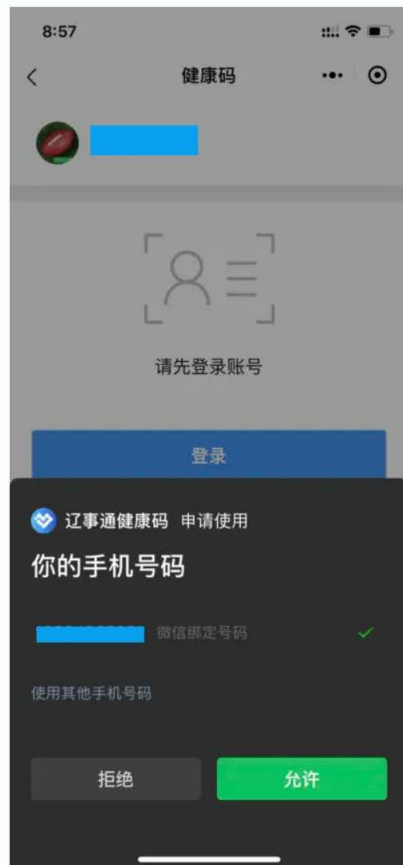 8:57
健康码
请先登录账号
登录
辽事通健康码 申请使用
你的手机号码
微信绑定号码
使用其他手机号码
拒绝
允许